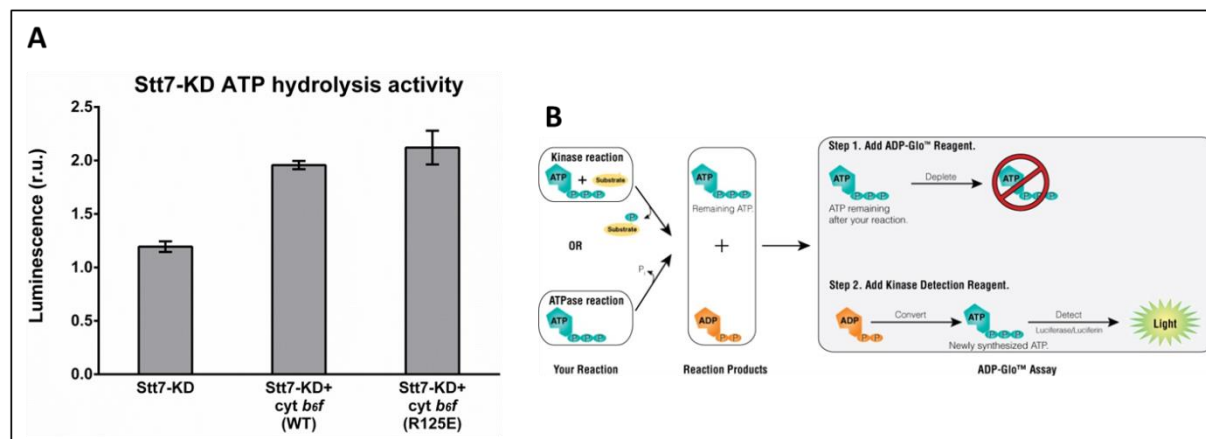 A
Stt7-KD ATP hydrolysis activity
Luminescence (r.u.)
2.5
2.0
1.5
1.0
0.5
0.0
Stt7-KD
Stt7-KD+
cyt b6f
(WT)
Stt7-KD+
cyt b6f
(R125E)
B
Kinase reaction
ATP + Substrate
P P P
P
Substrate
OR
Pi
ATPase reaction
ATP
P P P
Your Reaction
ATP
P P P
Remaining ATP.
+
ADP
P P
Reaction Products
Step 1. Add ADP-Glo™ Reagent.
ATP
P P P
Deplete
ATP
P P P
ATP remaining
after your reaction.
Step 2. Add Kinase Detection Reagent.
ADP
P P
Convert
ATP
P P P
Newly synthesized ATP.
Detect
Luciferase/Luciferin
Light
ADP-Glo™ Assay